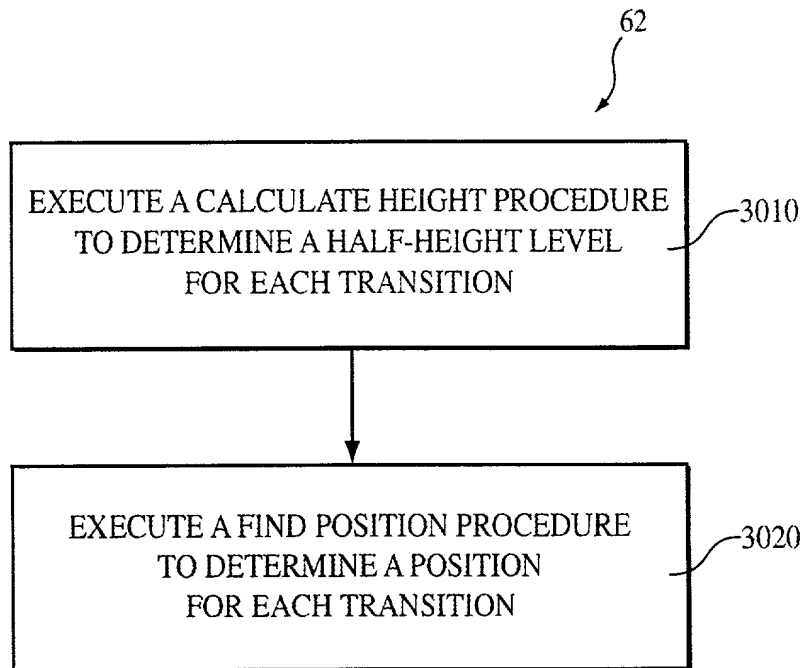 62
EXECUTE A CALCULATE HEIGHT PROCEDURE
TO DETERMINE A HALF-HEIGHT LEVEL
FOR EACH TRANSITION
3010
EXECUTE A FIND POSITION PROCEDURE
TO DETERMINE A POSITION
FOR EACH TRANSITION
3020